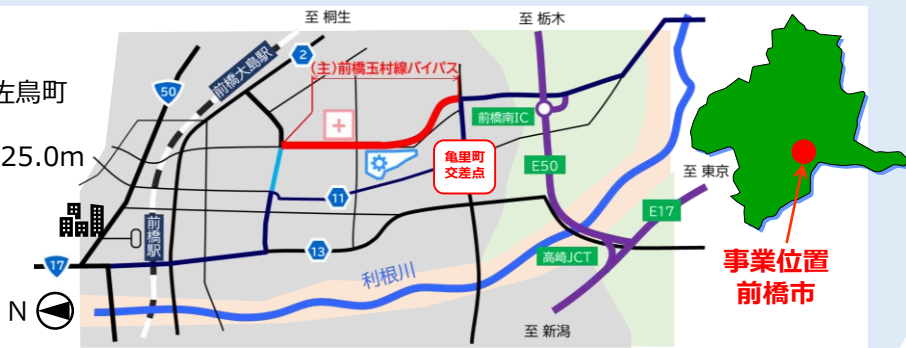 至 桐生
至 栃木
佐鳥町
前橋大島駅
2
(主)前橋玉村線バイパス
50
前橋南IC
25.0m
亀里町
交差点
E50
至 東京
11
E17
前橋駅
13
高崎JCT
17
利根川
事業位置
前橋市
N
至 新潟